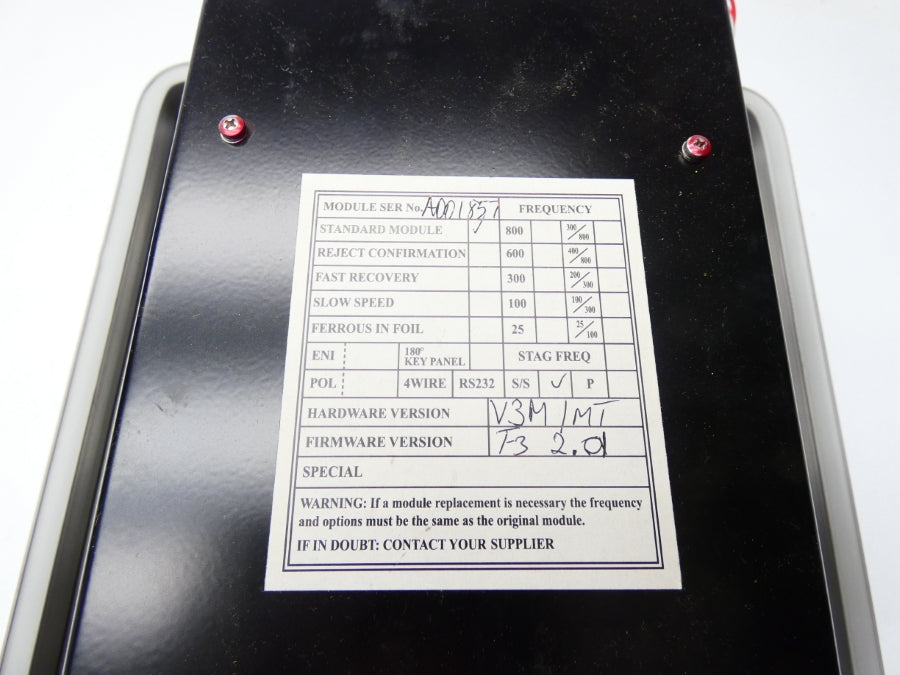 MODULE SER No. A001857 FREQUENCY
STANDARD MODULE ✓ 800 300/800
REJECT CONFIRMATION 600 400/800
FAST RECOVERY 300 200/300
SLOW SPEED 100 100/300
FERROUS IN FOIL 25 25/100
ENI 180° KEY PANEL STAG FREQ
POL 4WIRE RS232 S/S ✓ P
HARDWARE VERSION V3M/MT
FIRMWARE VERSION T-3 2.01
SPECIAL
WARNING: If a module replacement is necessary the frequency
and options must be the same as the original module.
IF IN DOUBT: CONTACT YOUR SUPPLIER